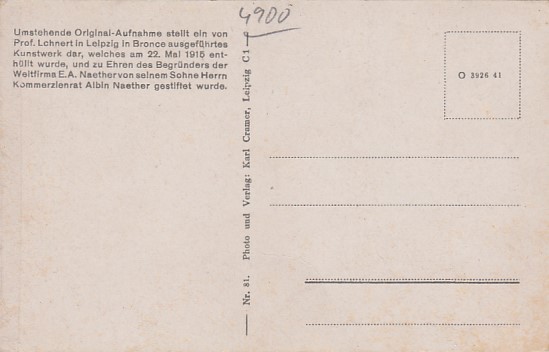 Umstehende Original-Aufnahme stellt ein von
Prof. Lehnert in Leipzig in Bronce ausgeführtes
Kunstwerk dar, welches am 22. Mai 1915 ent-
hüllt wurde, und zu Ehren des Begründers der
Weltfirma E.A. Naether von seinem Sohne Herrn
Kommerzienrat Albin Naether gestiftet wurde.
4900
Nr. 81. Photo und Verlag: Karl Cramer, Leipzig C1
O 3926 41